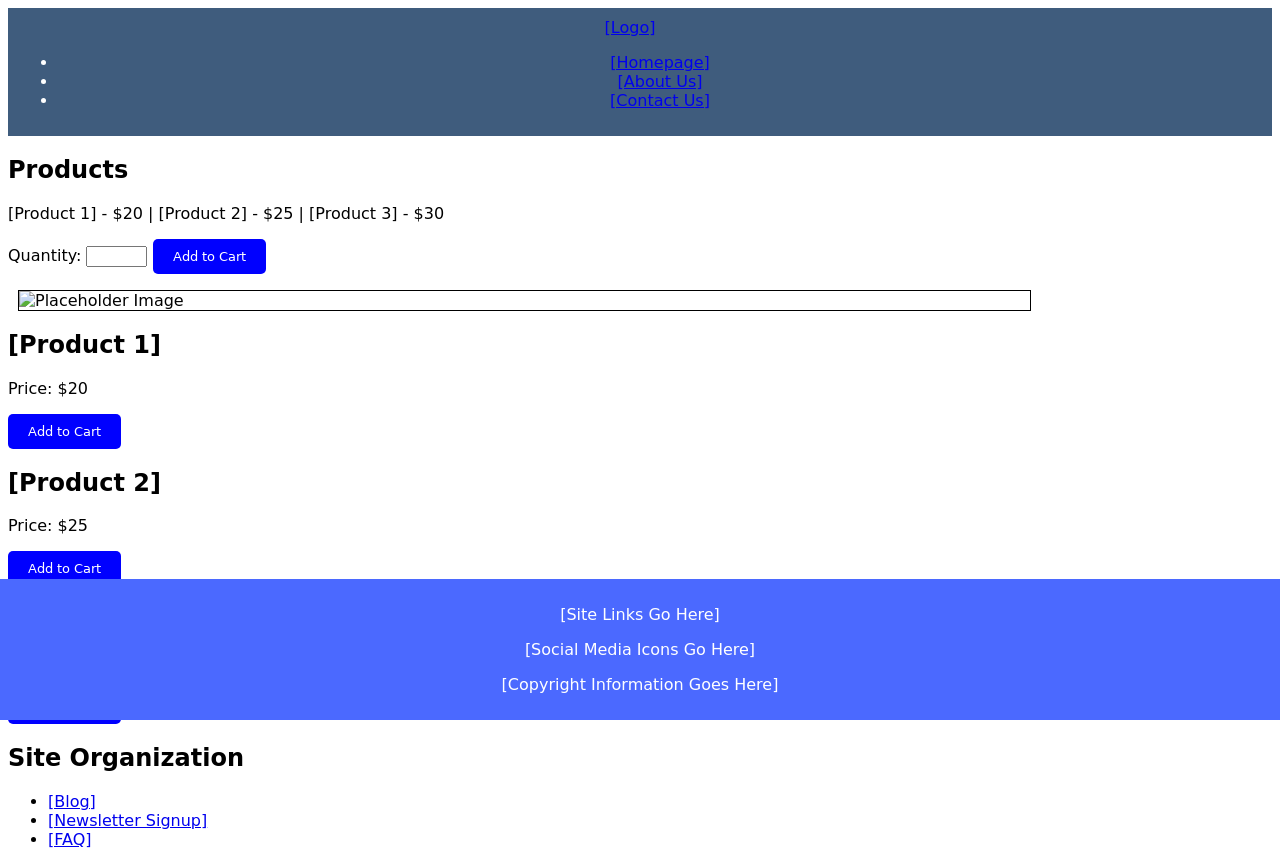 [Logo]
[Homepage]
[About Us]
[Contact Us]
Products
[Product 1] - $20 | [Product 2] - $25 | [Product 3] - $30
Quantity: Add to Cart
Placeholder Image
[Product 1]
Price: $20
Add to Cart
[Product 2]
Price: $25
Add to Cart
[Site Links Go Here]
[Social Media Icons Go Here]
[Copyright Information Goes Here]
Site Organization
[Blog]
[Newsletter Signup]
[FAQ]